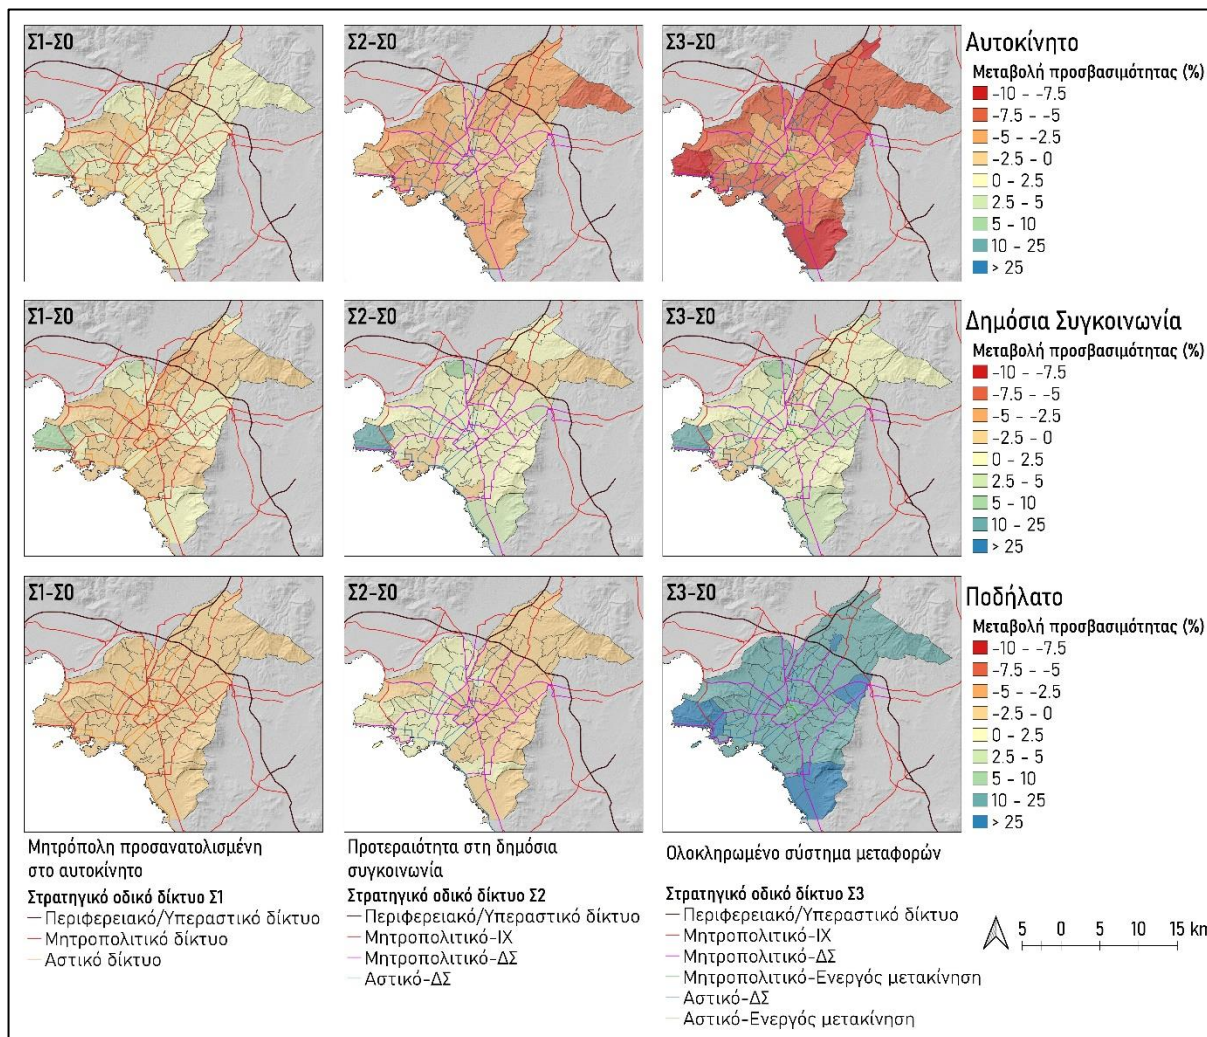 Σ1-Σ0
Σ2-Σ0
Σ3-Σ0
Αυτοκίνητο
Μεταβολή προσβασιμότητας (%)
-10 - -7.5
-7.5 - -5
-5 - -2.5
-2.5 - 0
0 - 2.5
2.5 - 5
5 - 10
10 - 25
> 25
Σ1-Σ0
Σ2-Σ0
Σ3-Σ0
Δημόσια Συγκοινωνία
Μεταβολή προσβασιμότητας (%)
-10 - -7.5
-7.5 - -5
-5 - -2.5
-2.5 - 0
0 - 2.5
2.5 - 5
5 - 10
10 - 25
> 25
Σ1-Σ0
Σ2-Σ0
Σ3-Σ0
Ποδήλατο
Μεταβολή προσβασιμότητας (%)
-10 - -7.5
-7.5 - -5
-5 - -2.5
-2.5 - 0
0 - 2.5
2.5 - 5
5 - 10
10 - 25
> 25
Μητρόπολη προσανατολισμένη
στο αυτοκίνητο
Στρατηγικό οδικό δίκτυο Σ1
Περιφερειακό/Υπεραστικό δίκτυο
Μητροπολιτικό δίκτυο
Αστικό δίκτυο
Προτεραιότητα στη δημόσια
συγκοινωνία
Στρατηγικό οδικό δίκτυο Σ2
Περιφερειακό/Υπεραστικό δίκτυο
Μητροπολιτικό-ΙΧ
Μητροπολιτικό-ΔΣ
Αστικό-ΔΣ
Ολοκληρωμένο σύστημα μεταφορών
Στρατηγικό οδικό δίκτυο Σ3
Περιφερειακό/Υπεραστικό δίκτυο
Μητροπολιτικό-ΙΧ
Μητροπολιτικό-ΔΣ
Μητροπολιτικό-Ενεργός μετακίνηση
Αστικό-ΔΣ
Αστικό-Ενεργός μετακίνηση
5 0 5 10 15 km